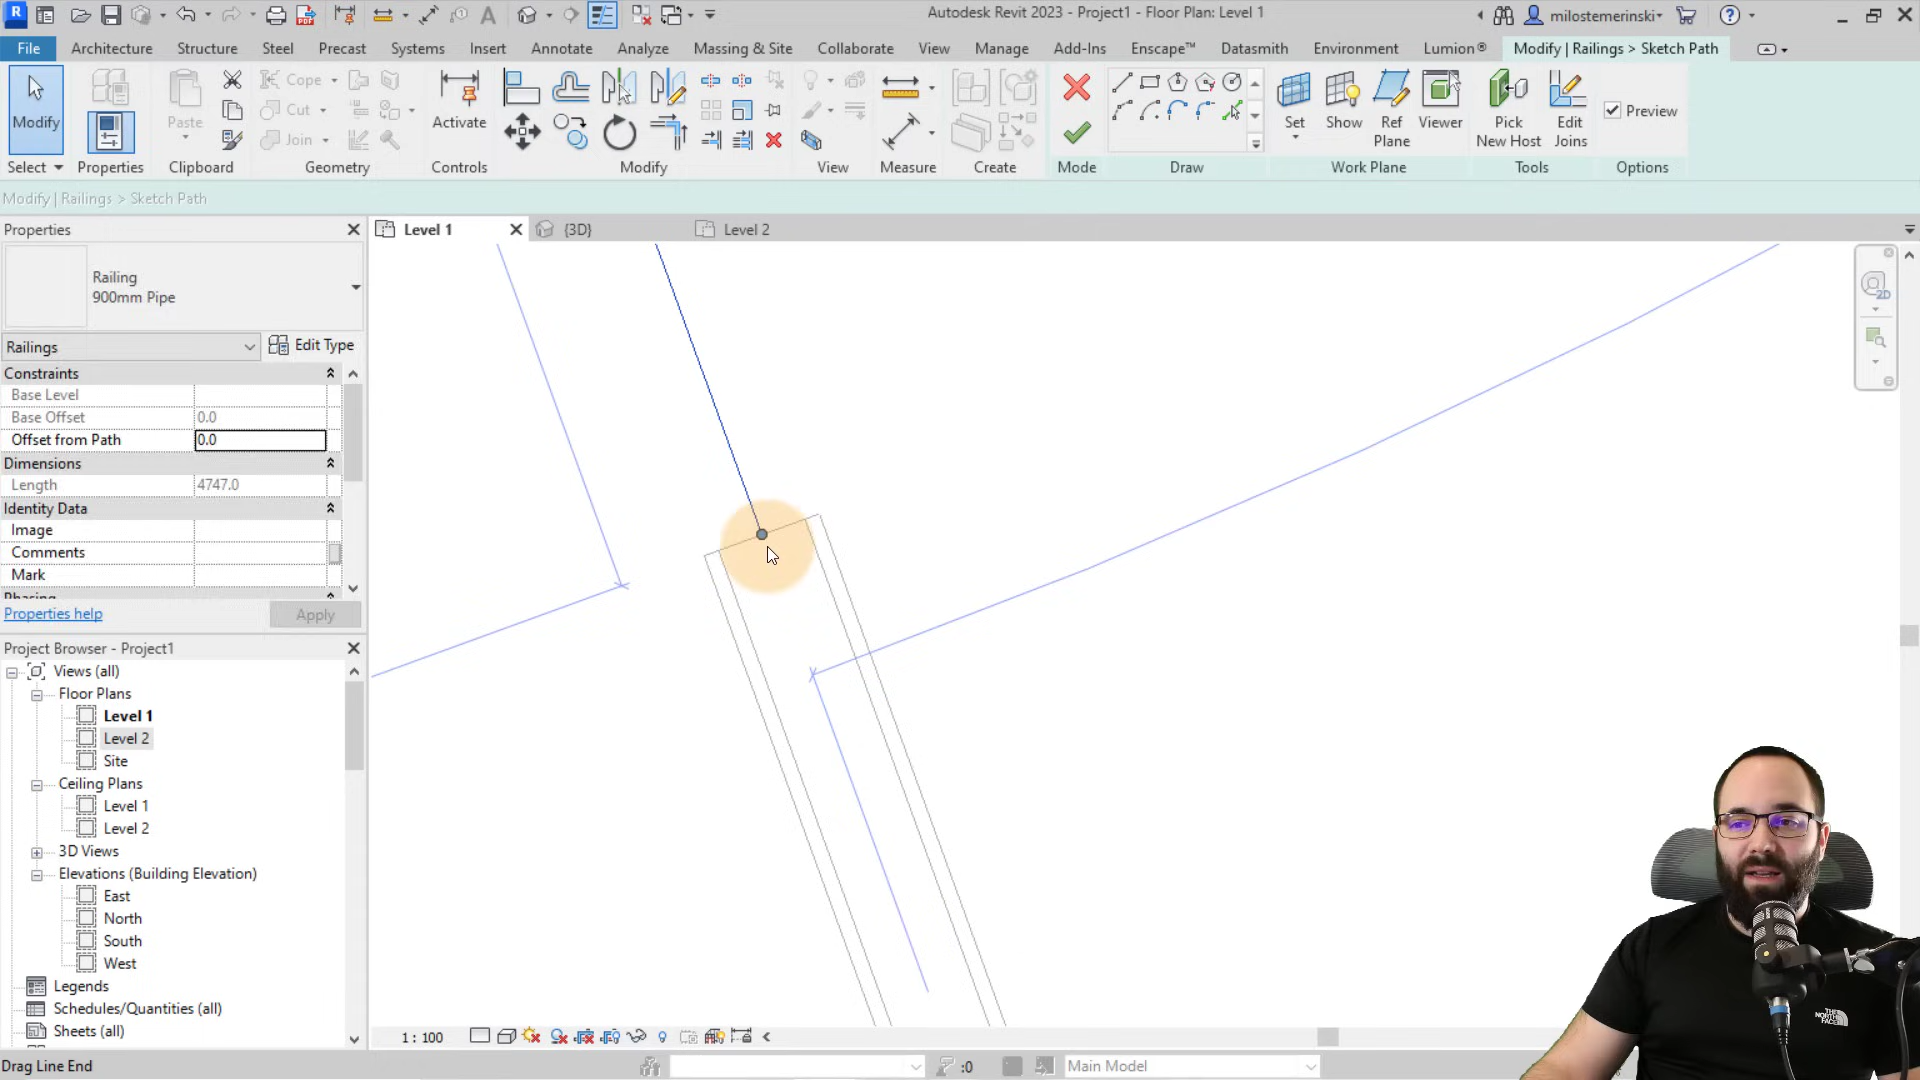 Autodesk Revit 2023 - Project1 - Floor Plan: Level 1
milostemerinski
File Architecture Structure Steel Precast Systems Insert Annotate Analyze Massing & Site Collaborate View Manage Add-Ins Enscape™ Datasmith Environment Lumion® Modify | Railings > Sketch Path
Cope
Cut
Join
Modify
Paste
Activate
Set
Show
Ref Plane
Viewer
Pick New Host
Edit Joins
Preview
Select Properties Clipboard Geometry Controls Modify View Measure Create Mode Draw Work Plane Tools Options
Modify | Railings > Sketch Path
Properties
Level 1
{3D}
Level 2
2D
Railing
900mm Pipe
Railings
Edit Type
Constraints
Base Level
Base Offset 0.0
Offset from Path 0.0
Dimensions
Length 4747.0
Identity Data
Image
Comments
Mark
Phasing
Properties help
Apply
Project Browser - Project1
Views (all)
Floor Plans
Level 1
Level 2
Site
Ceiling Plans
Level 1
Level 2
3D Views
Elevations (Building Elevation)
East
North
South
West
Legends
Schedules/Quantities (all)
Sheets (all)
1 : 100
Drag Line End
:0
Main Model
THE NORTH FACE